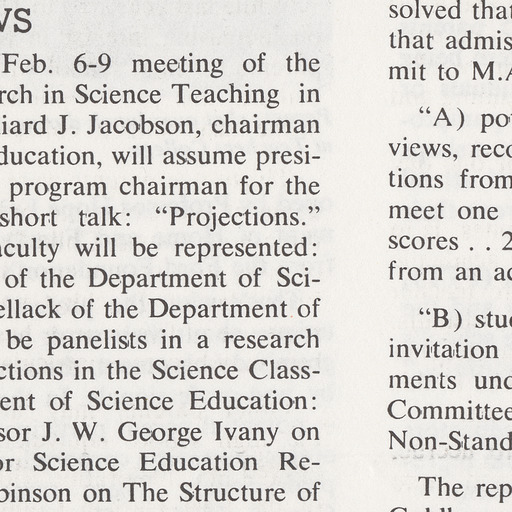 WS
Feb. 6-9 meeting of the
rch in Science Teaching in
iard J. Jacobson, chairman
ducation, will assume presi-
program chairman for the
short talk: “Projections.”
aculty will be represented:
of the Department of Sci-
ellack of the Department of
be panelists in a research
ctions in the Science Class-
ent of Science Education:
sor J. W. George Ivany on
or Science Education Re-
binson on The Structure of
solved that
that admis
mit to M.A
“A) po
views, reco
tions from
meet one
scores . . 2
from an ac
“B) stu
invitation
ments und
Committee
Non-Stand
The rep